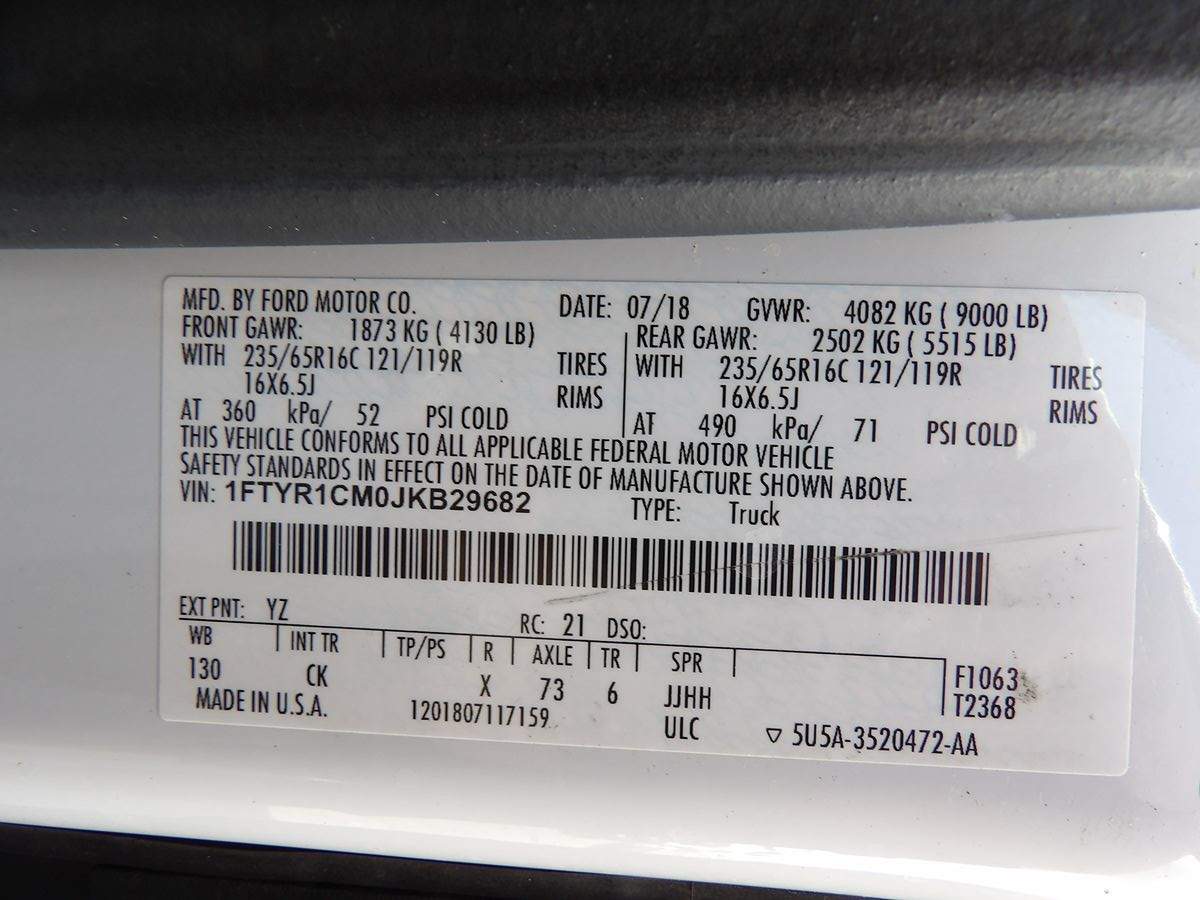 MFD. BY FORD MOTOR CO. DATE: 07/18 GVWR: 4082 KG ( 9000 LB)
FRONT GAWR: 1873 KG ( 4130 LB) REAR GAWR: 2502 KG ( 5515 LB)
WITH 235/65R16C 121/119R TIRES WITH 235/65R16C 121/119R TIRES
16X6.5J RIMS 16X6.5J RIMS
AT 360 kPa/ 52 PSI COLD AT 490 kPa/ 71 PSI COLD
THIS VEHICLE CONFORMS TO ALL APPLICABLE FEDERAL MOTOR VEHICLE
SAFETY STANDARDS IN EFFECT ON THE DATE OF MANUFACTURE SHOWN ABOVE.
VIN: 1FTYR1CM0JKB29682 TYPE: Truck
EXT PNT: YZ RC: 21 DSO:
WB INT TR TP/PS R AXLE TR SPR F1063
130 CK X 73 6 JJHH T2368
MADE IN U.S.A. 1201807117159 ULC ▽ 5U5A-3520472-AA